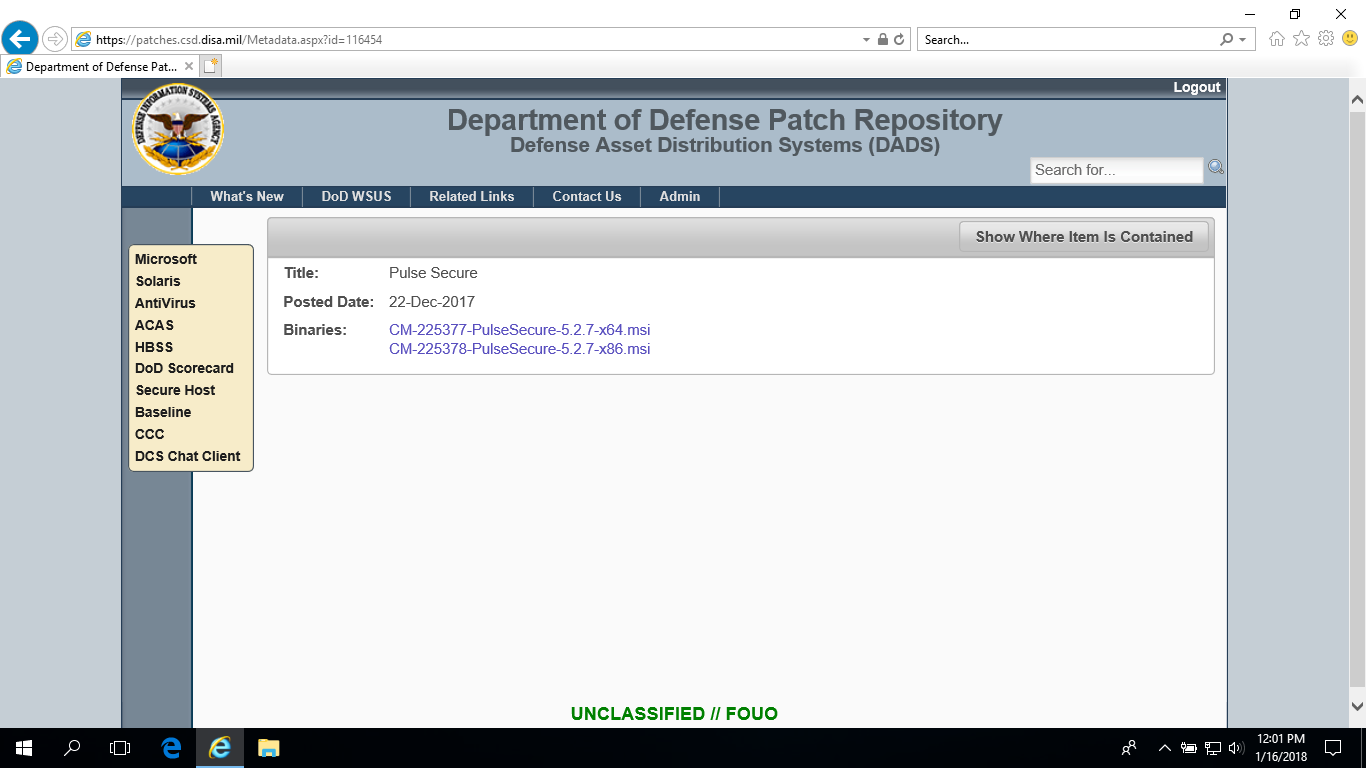 https://patches.csd.disa.mil/Metadata.aspx?id=116454
Search...
Department of Defense Pat...
Logout
DEFENSE INFORMATION SYSTEMS AGENCY
Department of Defense Patch Repository
Defense Asset Distribution Systems (DADS)
Search for...
What's New
DoD WSUS
Related Links
Contact Us
Admin
Show Where Item Is Contained
Microsoft
Solaris
AntiVirus
ACAS
HBSS
DoD Scorecard
Secure Host
Baseline
CCC
DCS Chat Client
Title: Pulse Secure
Posted Date: 22-Dec-2017
Binaries: CM-225377-PulseSecure-5.2.7-x64.msi
CM-225378-PulseSecure-5.2.7-x86.msi
UNCLASSIFIED // FOUO
12:01 PM
1/16/2018